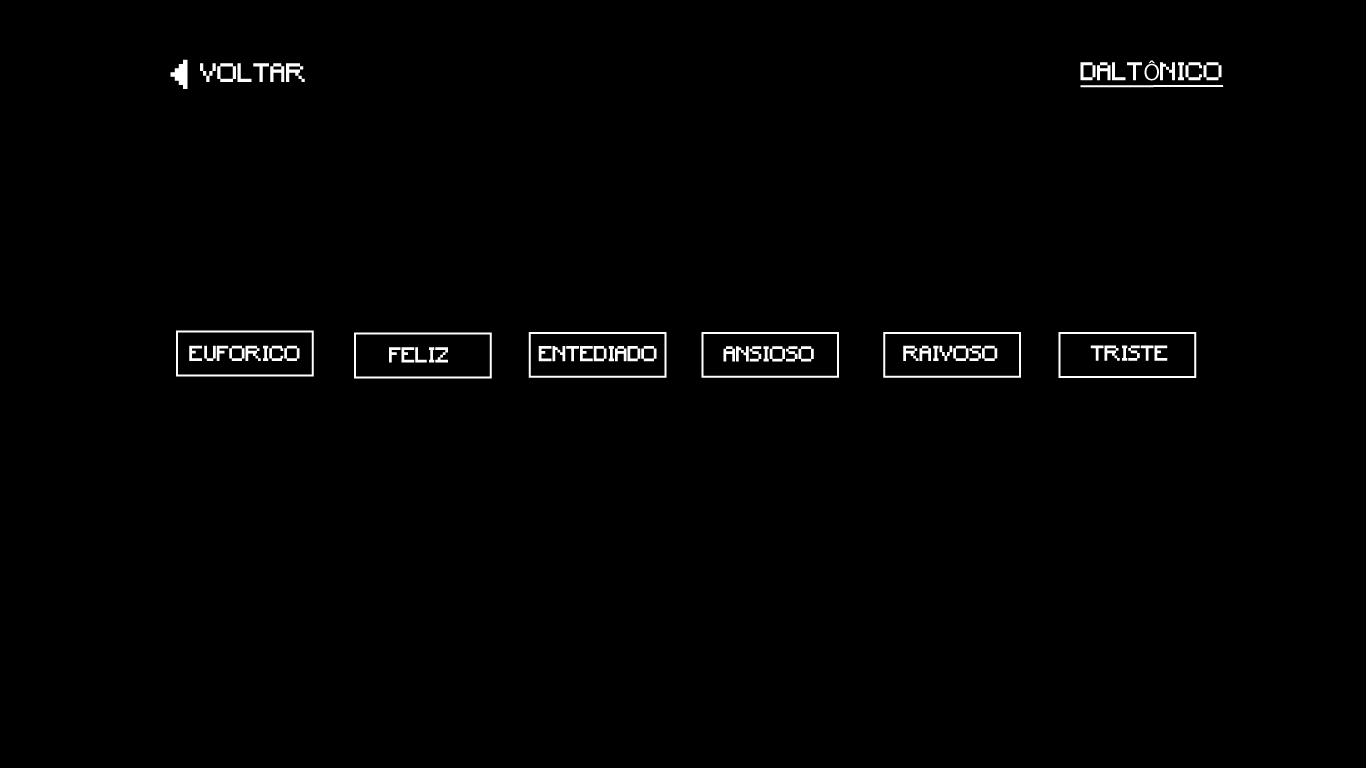 VOLTAR
DALTÔNICO
EUFORICO
FELIZ
ENTEDIADO
ANSIOSO
RAIVOSO
TRISTE